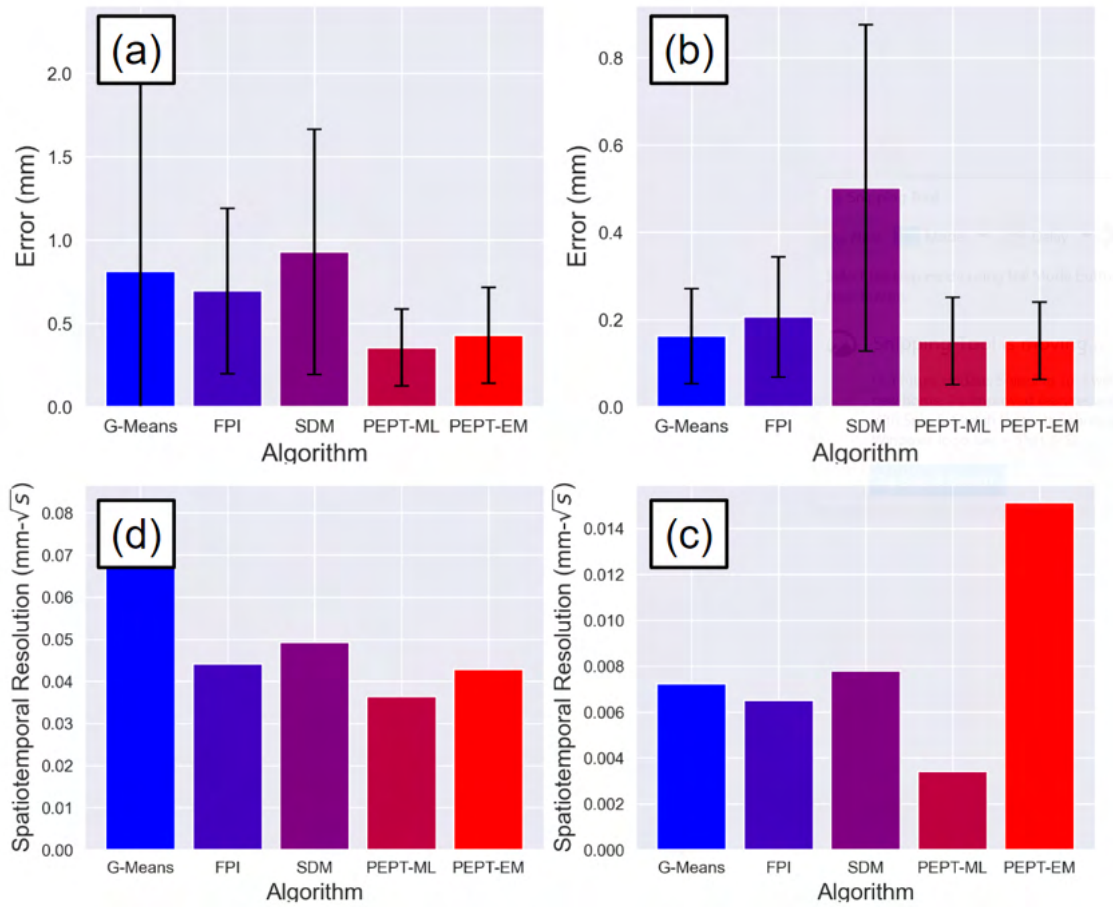 (a)
2.0
1.5
1.0
0.5
0.0
Error (mm)
G-Means FPI SDM PEPT-ML PEPT-EM
Algorithm
(b)
0.8
0.6
0.4
0.2
0.0
Error (mm)
G-Means FPI SDM PEPT-ML PEPT-EM
Algorithm
(d)
0.08
0.07
0.06
0.05
0.04
0.03
0.02
0.01
0.00
Spatiotemporal Resolution (mm-√s)
G-Means FPI SDM PEPT-ML PEPT-EM
Algorithm
(c)
0.014
0.012
0.010
0.008
0.006
0.004
0.002
0.000
Spatiotemporal Resolution (mm-√s)
G-Means FPI SDM PEPT-ML PEPT-EM
Algorithm